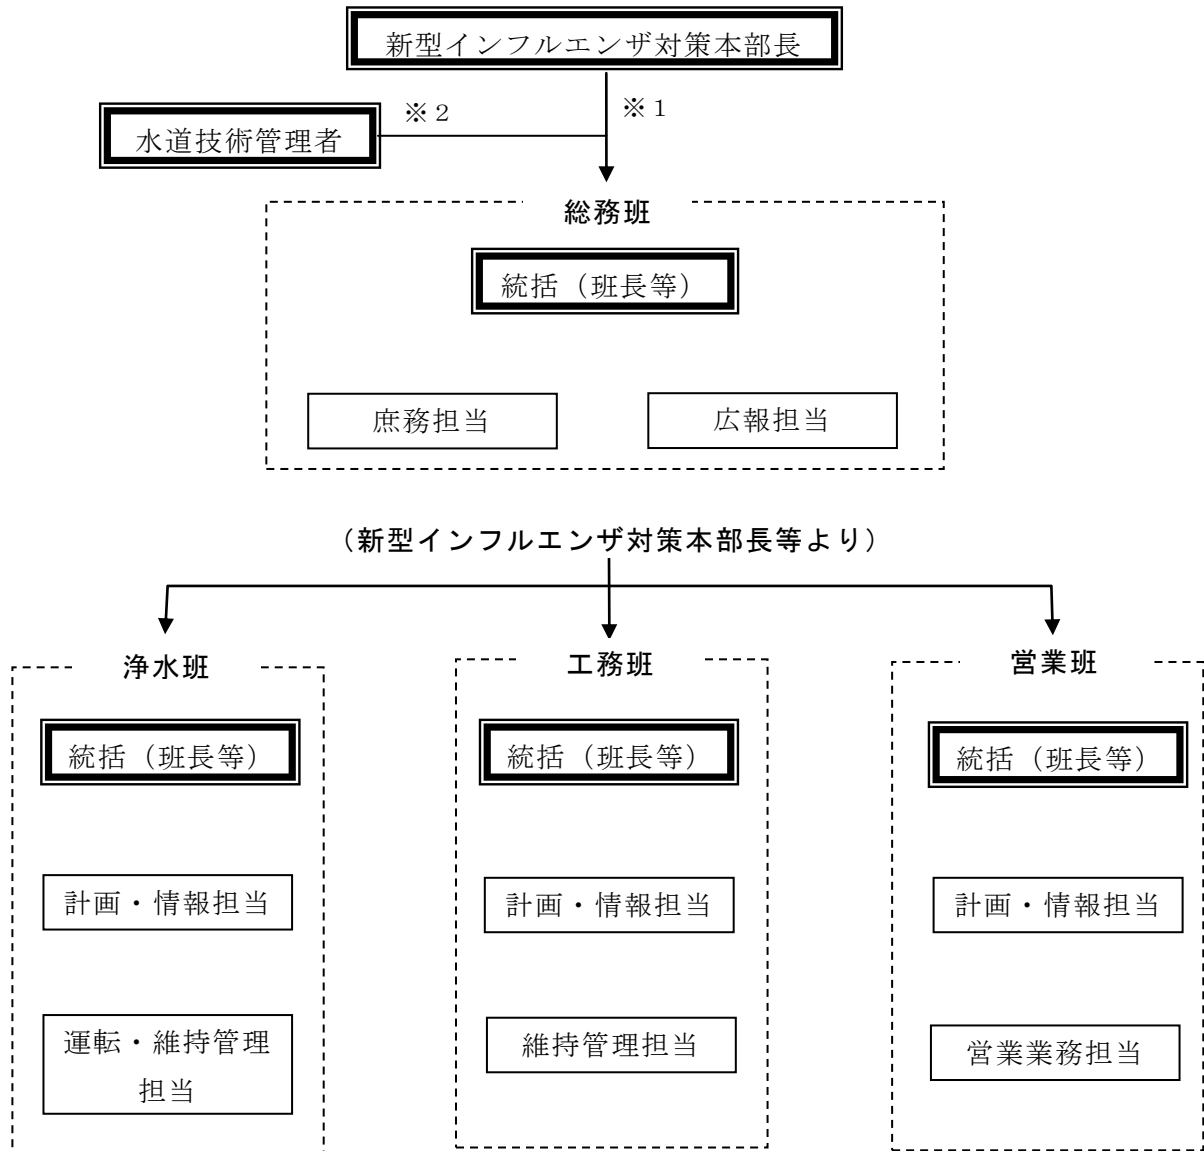 新型インフルエンザ対策本部長
※2
※1
水道技術管理者
総務班
統括（班長等）
庶務担当
広報担当
（新型インフルエンザ対策本部長等より）
浄水班
工務班
営業班
統括（班長等）
統括（班長等）
統括（班長等）
計画・情報担当
計画・情報担当
計画・情報担当
運転・維持管理
担当
維持管理担当
営業業務担当